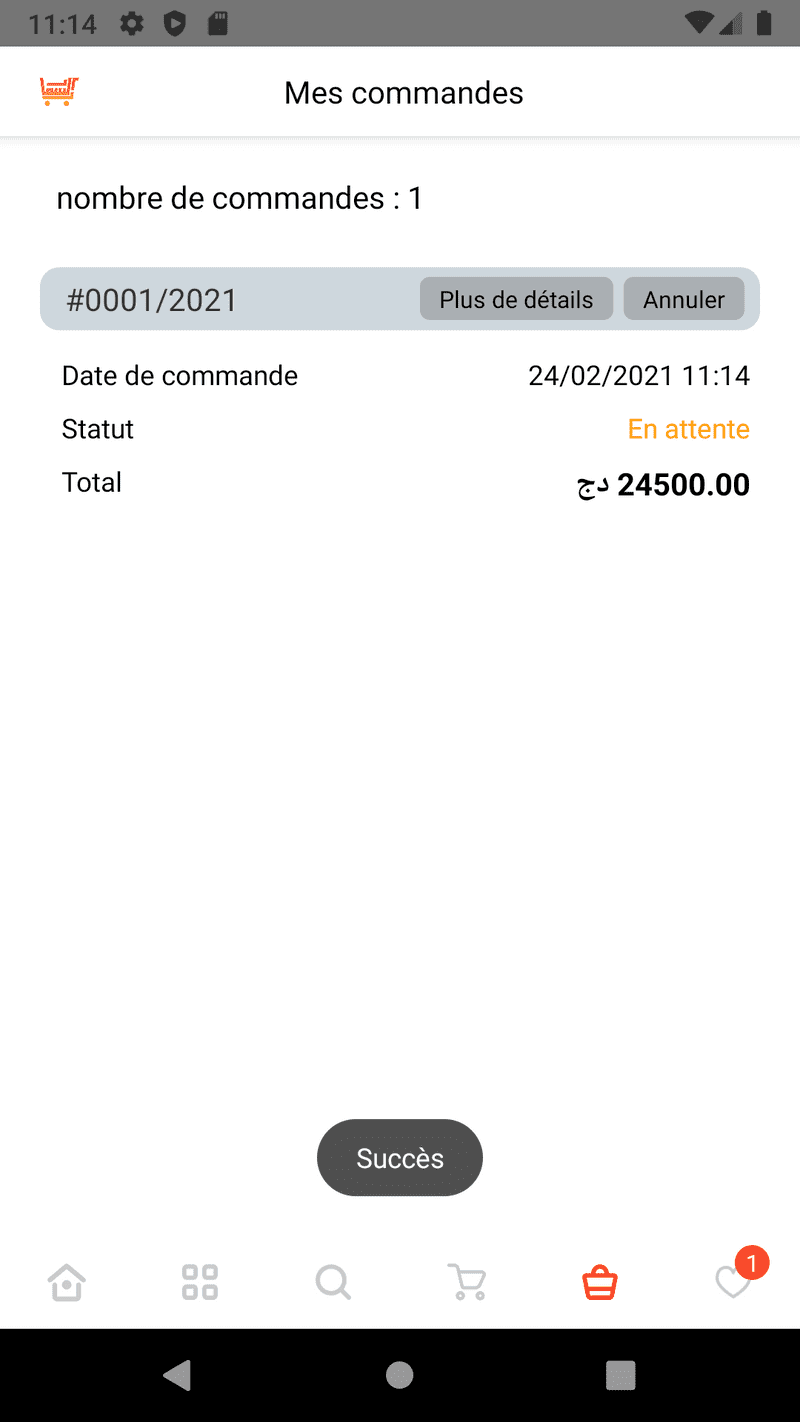 11:14
Mes commandes
nombre de commandes : 1
#0001/2021 Plus de détails Annuler
Date de commande 24/02/2021 11:14
Statut En attente
Total 24500.00 دج
Succès
1